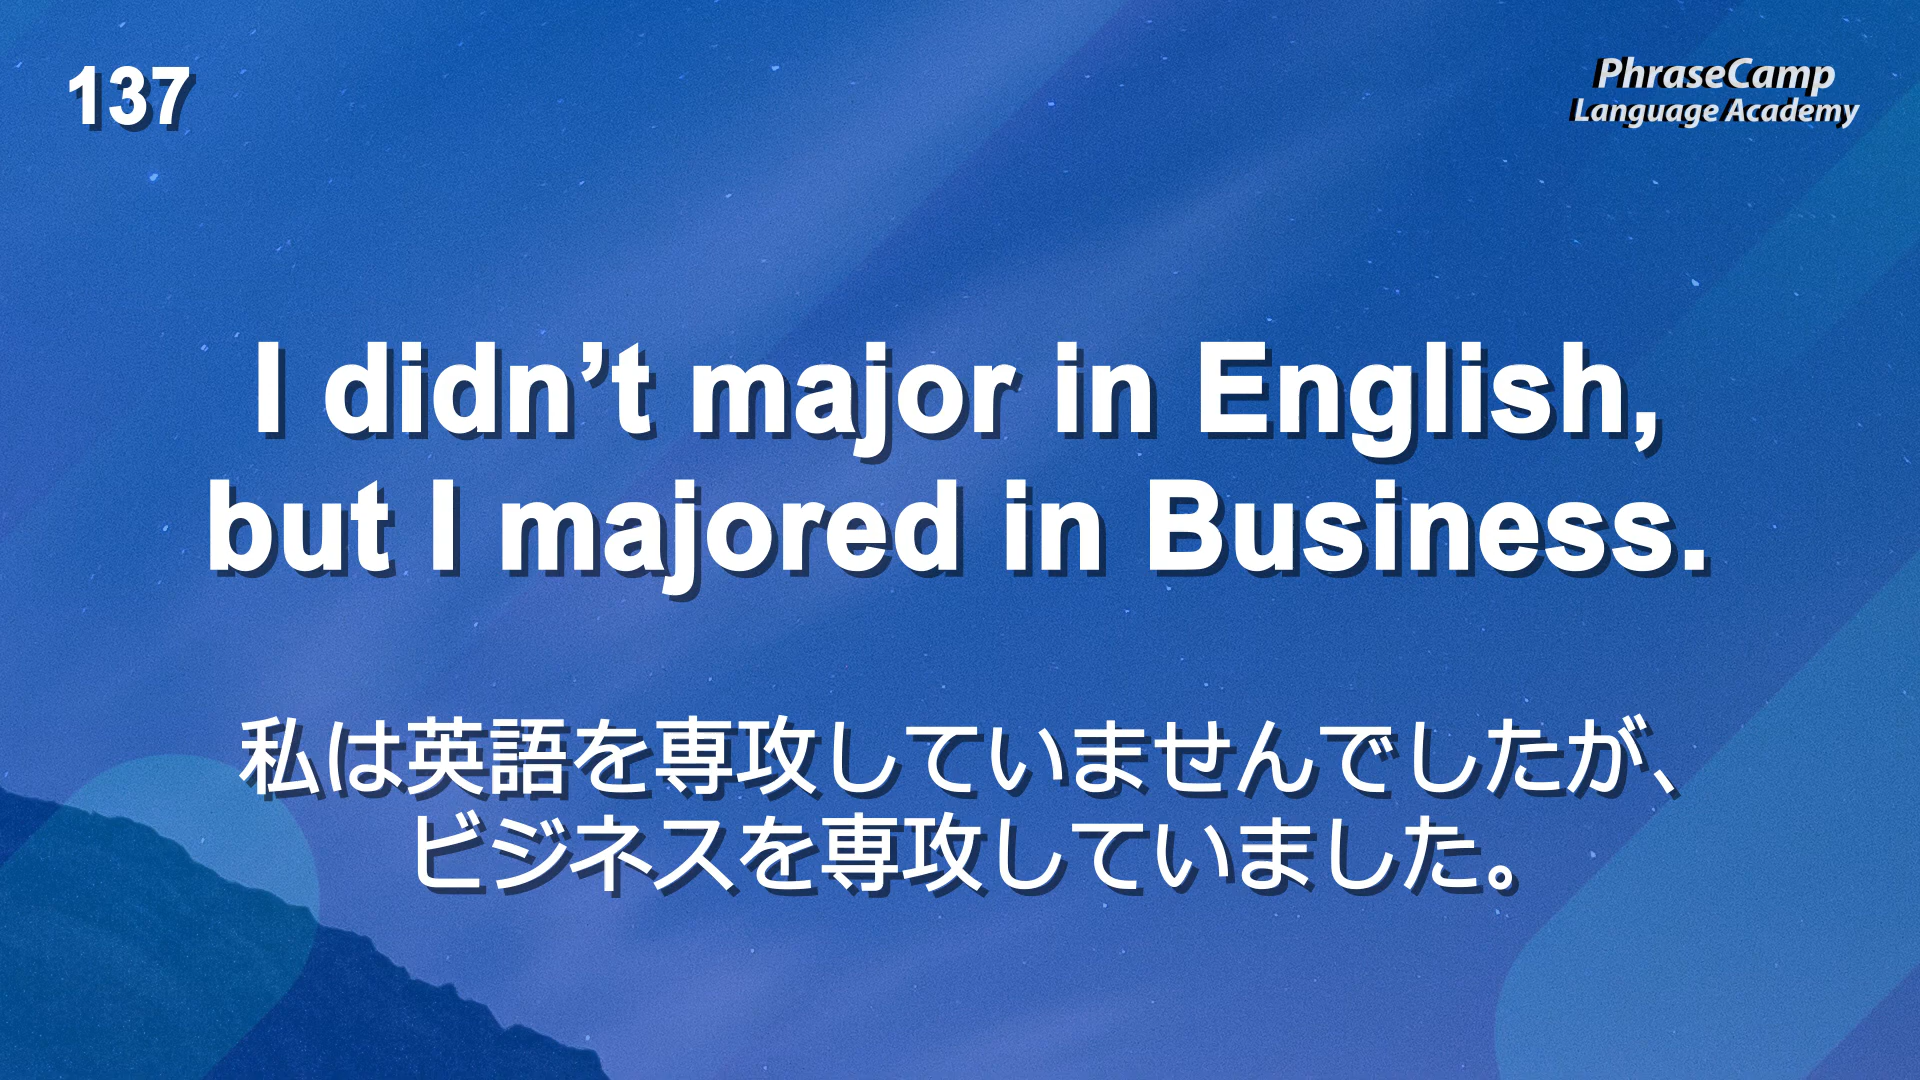 137
PhraseCamp
Language Academy
I didn’t major in English,
but I majored in Business.
私は英語を専攻していませんでしたが、
ビジネスを専攻していました。